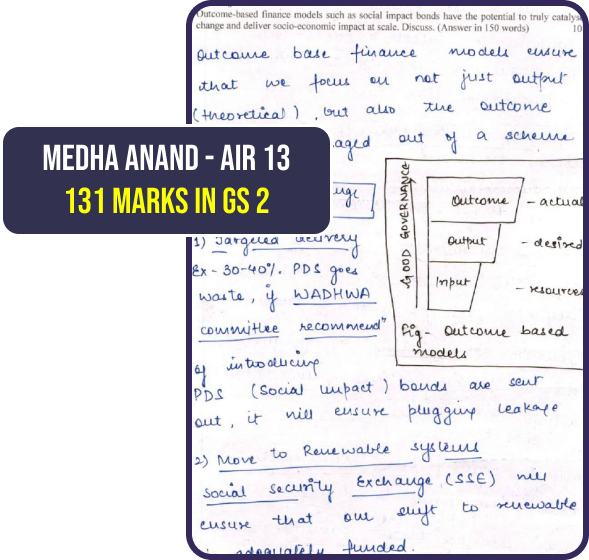 Outcome-based finance models such as social impact bonds have the potential to truly catalys
change and deliver socio-economic impact at scale. Discuss. (Answer in 150 words) 10
outcome base finance models ensure
that we focus on not just output
(theoretical), but also the outcome
aged out of a scheme
MEDHA ANAND - AIR 13
131 MARKS IN GS 2
1) Targeted delivery
Ex - 30-40% PDS goes
waste, if WADHWA
committee recommendⁿ
of introducing
PDS (Social impact) bonds are sent
out, it will ensure plugging leakage
GOOD GOVERNANCE
Outcome - actual
Output - desired
Input - resources
Fig - Outcome based
models
2) Move to Renewable systems
Social security Exchange (SSE) will
ensure that our shift to renewable
adequately funded.